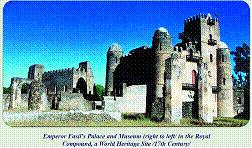 Emperor Fasil's Palace and Museum (right to left) in the Royal
Compound, a World Heritage Site /17th Century/